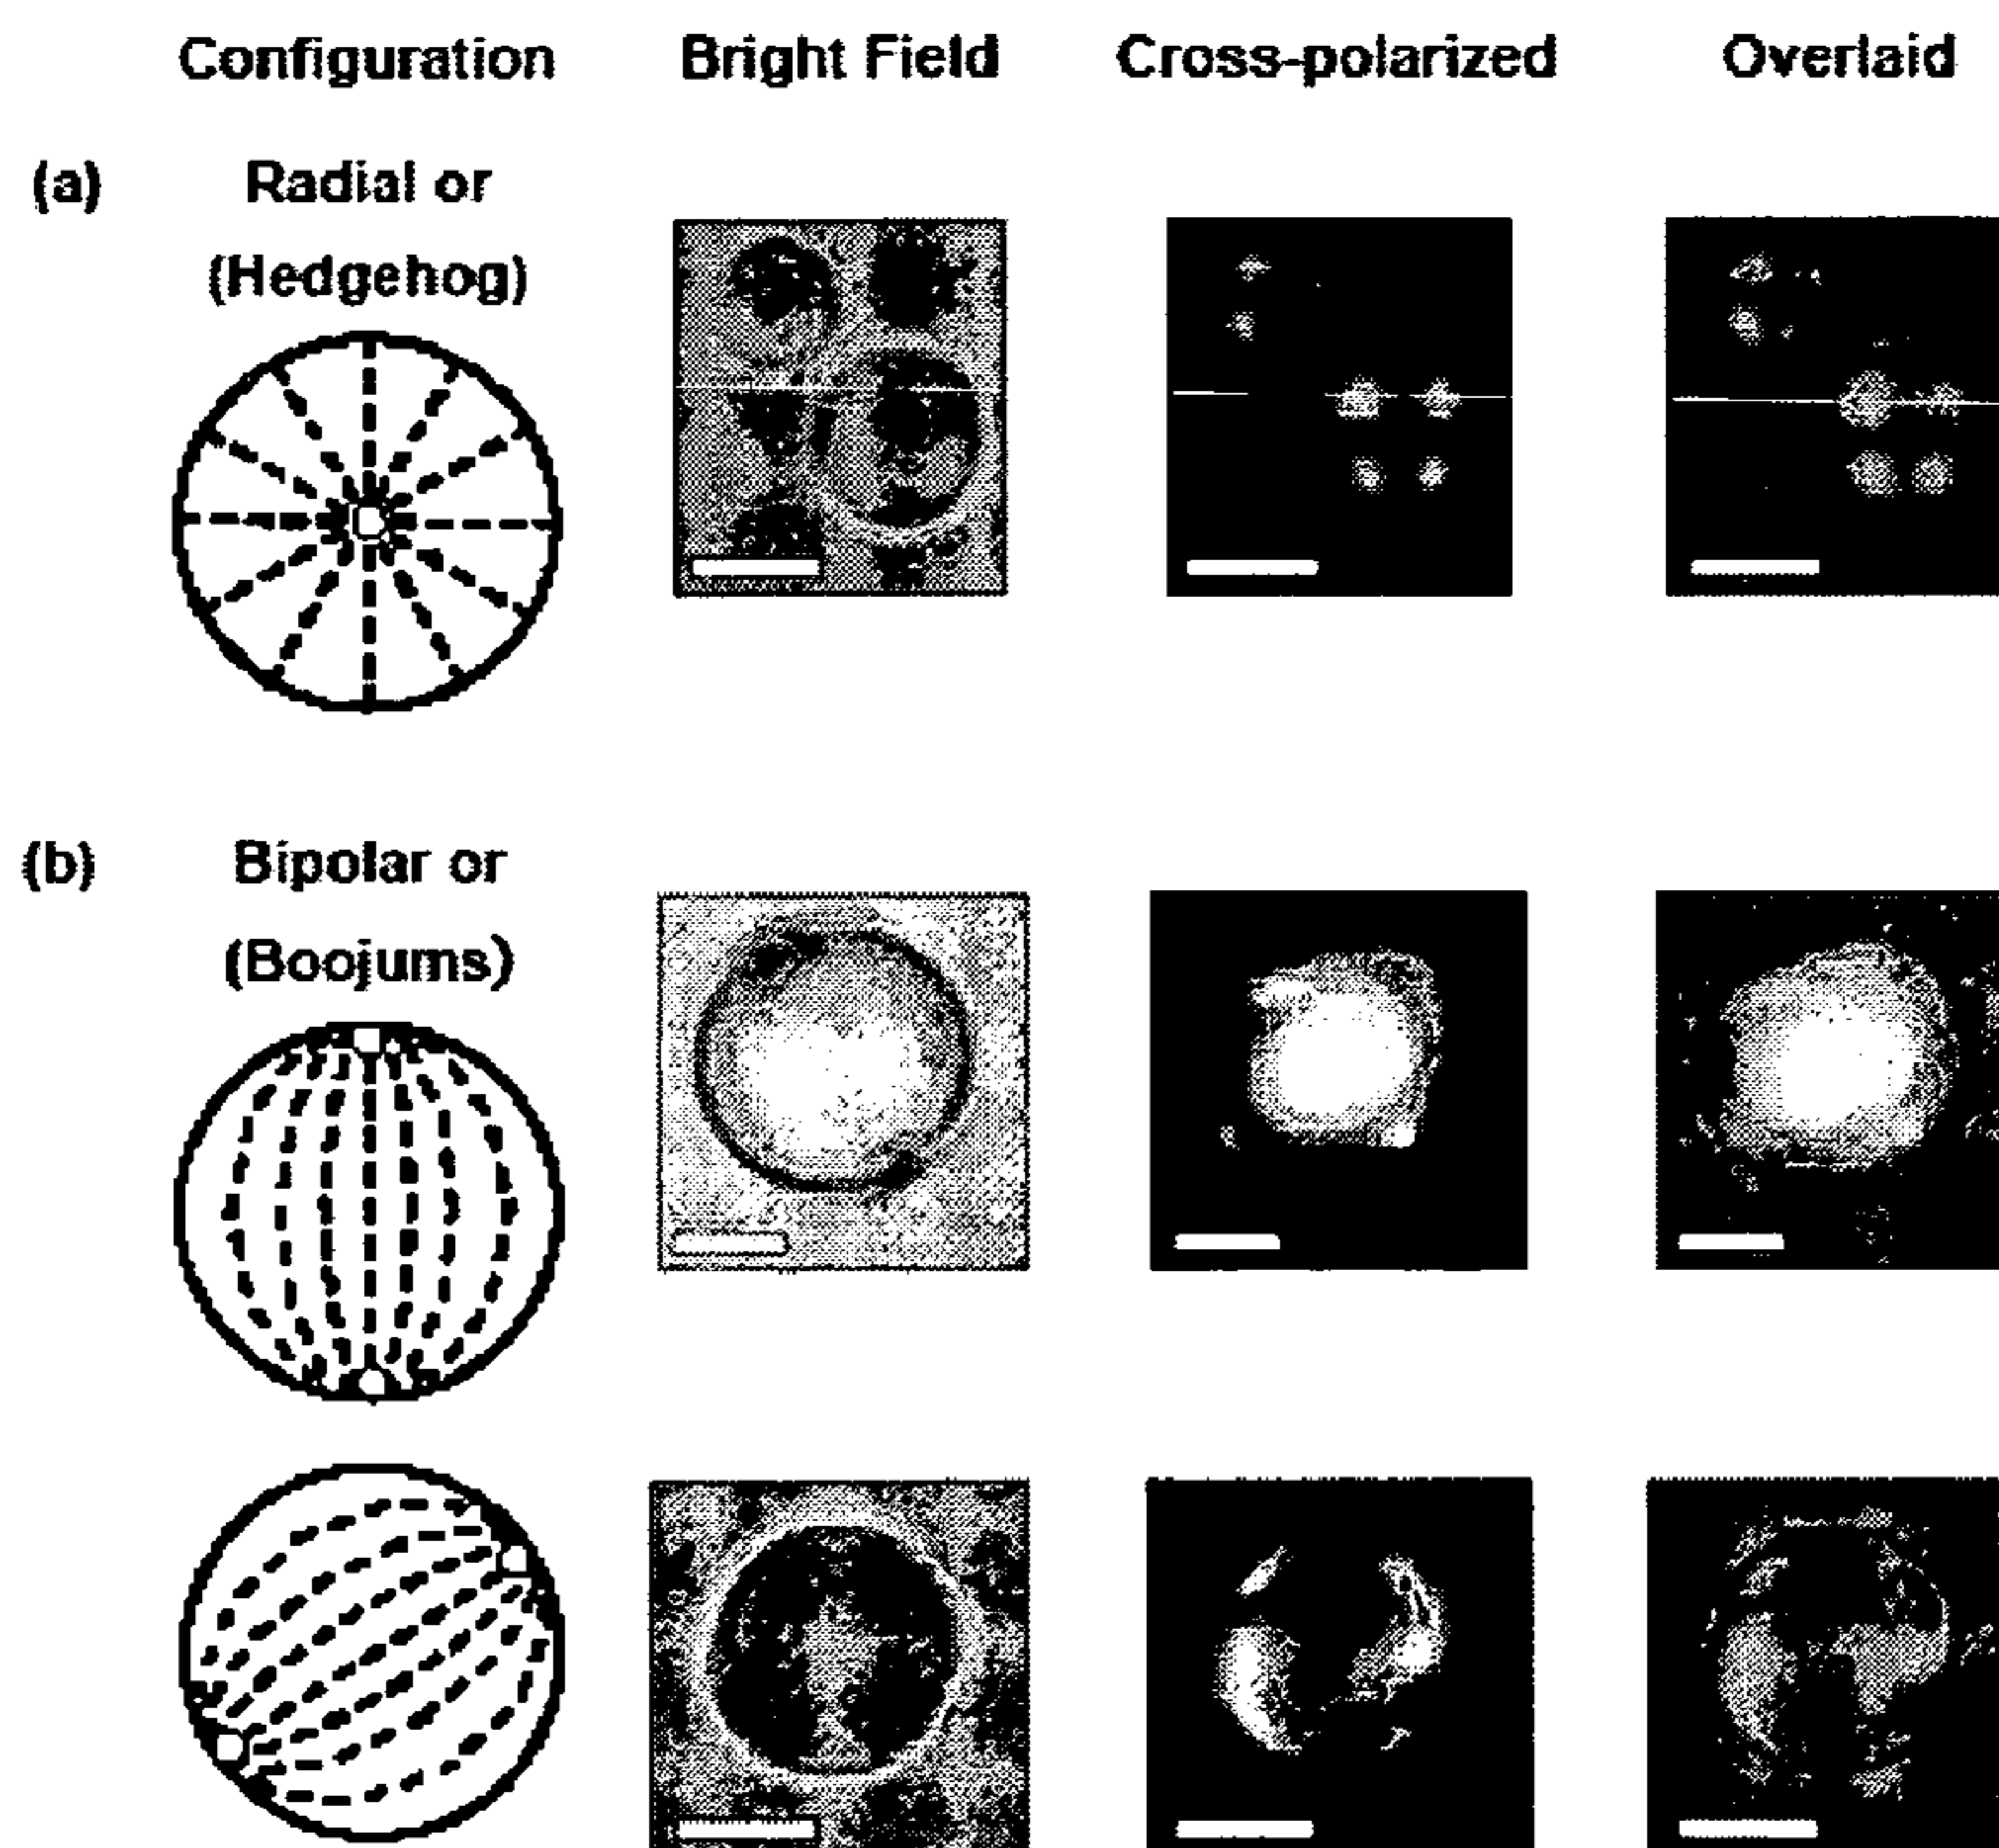 Configuration Bright Field Cross-polarized Overlaid
(a) Radial or
(Hedgehog)
(b) Bipolar or
(Boojums)